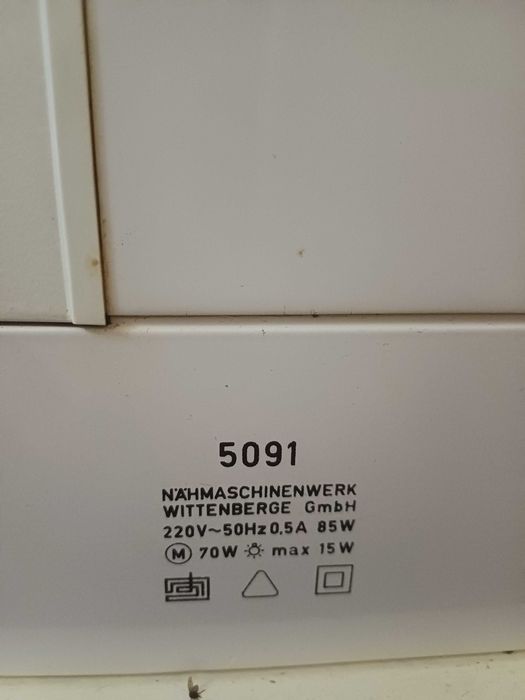 5091
NÄHMASCHINENWERK
WITTENBERGE GmbH
220V~50Hz 0,5A 85W
M 70W max 15W